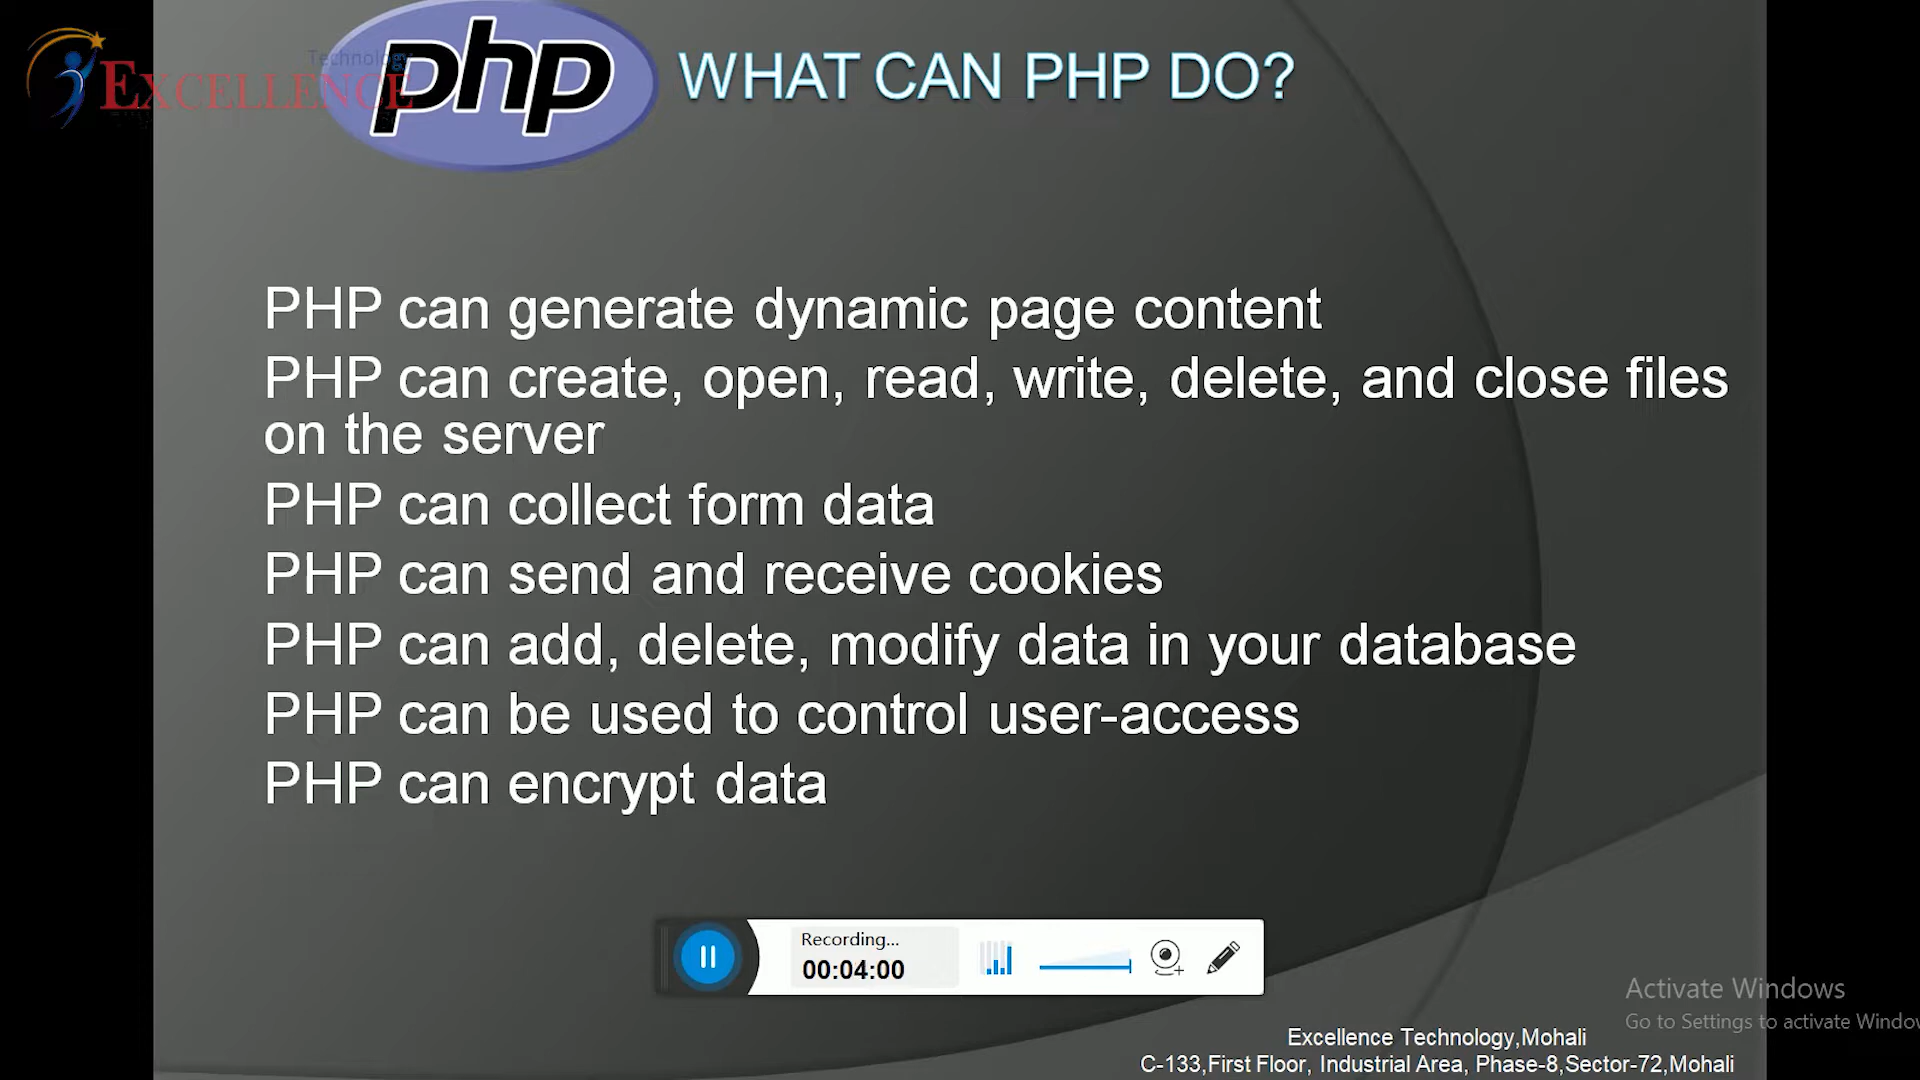 Technology
EXCELLENCE
php
WHAT CAN PHP DO?
PHP can generate dynamic page content
PHP can create, open, read, write, delete, and close files
on the server
PHP can collect form data
PHP can send and receive cookies
PHP can add, delete, modify data in your database
PHP can be used to control user-access
PHP can encrypt data
Recording...
00:04:00
Activate Windows
Go to Settings to activate Windov
Excellence Technology,Mohali
C-133,First Floor, Industrial Area, Phase-8,Sector-72,Mohali